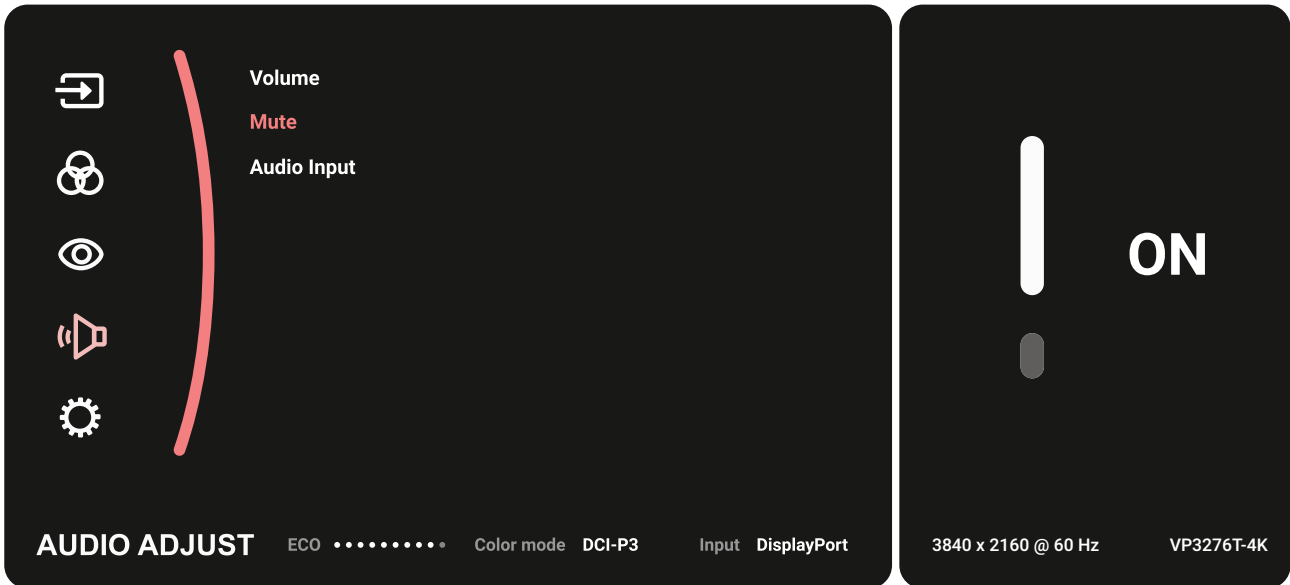 Volume
Mute
Audio Input
ON
AUDIO ADJUST ECO Color mode DCI-P3 Input DisplayPort 3840 x 2160 @ 60 Hz VP3276T-4K